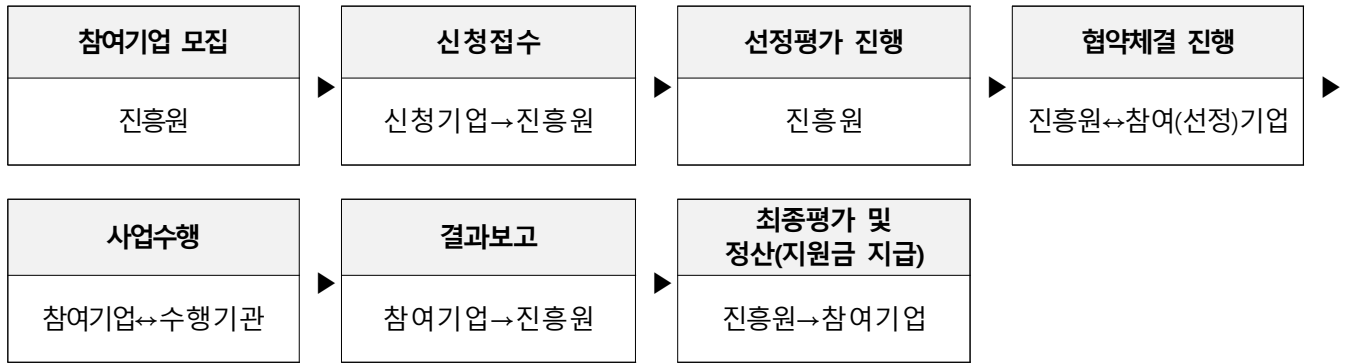 참여기업 모집
진흥원
▶
신청접수
신청기업→진흥원
▶
선정평가 진행
진흥원
▶
협약체결 진행
진흥원↔참여(선정)기업
▶
사업수행
참여기업↔수행기관
▶
결과보고
참여기업→진흥원
▶
최종평가 및
정산(지원금 지급)
진흥원→참여기업